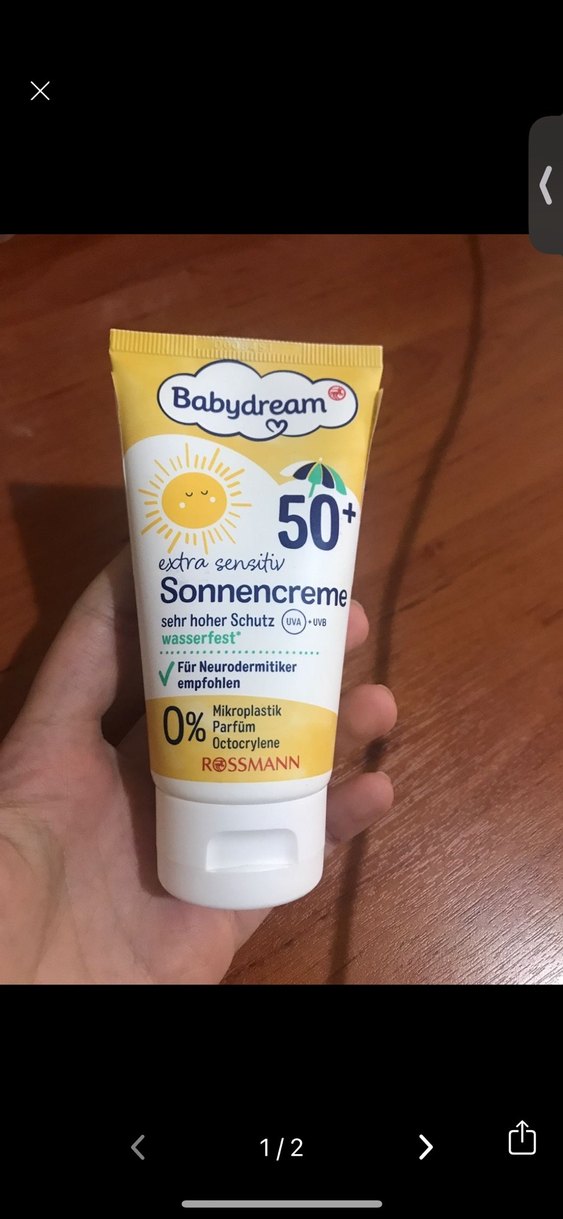 Babydream
50+
extra sensitiv
Sonnencreme
sehr hoher Schutz UVA + UVB
wasserfest*
Für Neurodermitiker
empfohlen
0% Mikroplastik
Parfüm
Octocrylene
ROSSMANN
1 / 2